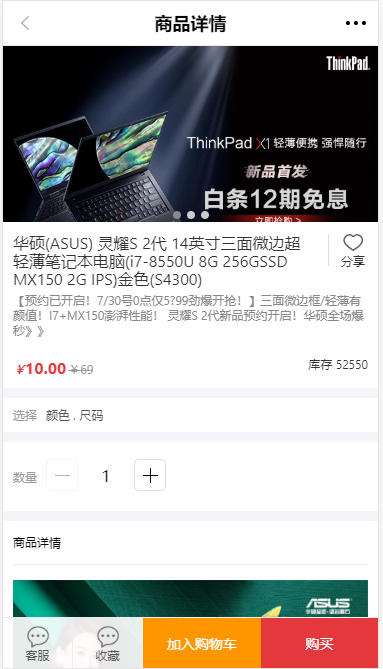 商品详情
ThinkPad
ThinkPad X1 轻薄便携 强悍随行
新品首发
白条12期免息
立即抢购 >
华硕(ASUS) 灵耀S 2代 14英寸三面微边超
轻薄笔记本电脑(i7-8550U 8G 256GSSD
MX150 2G IPS)金色(S4300)
分享
【预约已开启！7/30号0点仅5?99劲爆开抢！】三面微边框/轻薄有
颜值！I7+MX150澎湃性能！ 灵耀S 2代新品预约开启！华硕全场爆
秒》》
¥10.00 ¥69
库存 52550
选择 颜色 . 尺码
数量 — 1 +
商品详情
ASUS
客服
收藏
加入购物车
购买